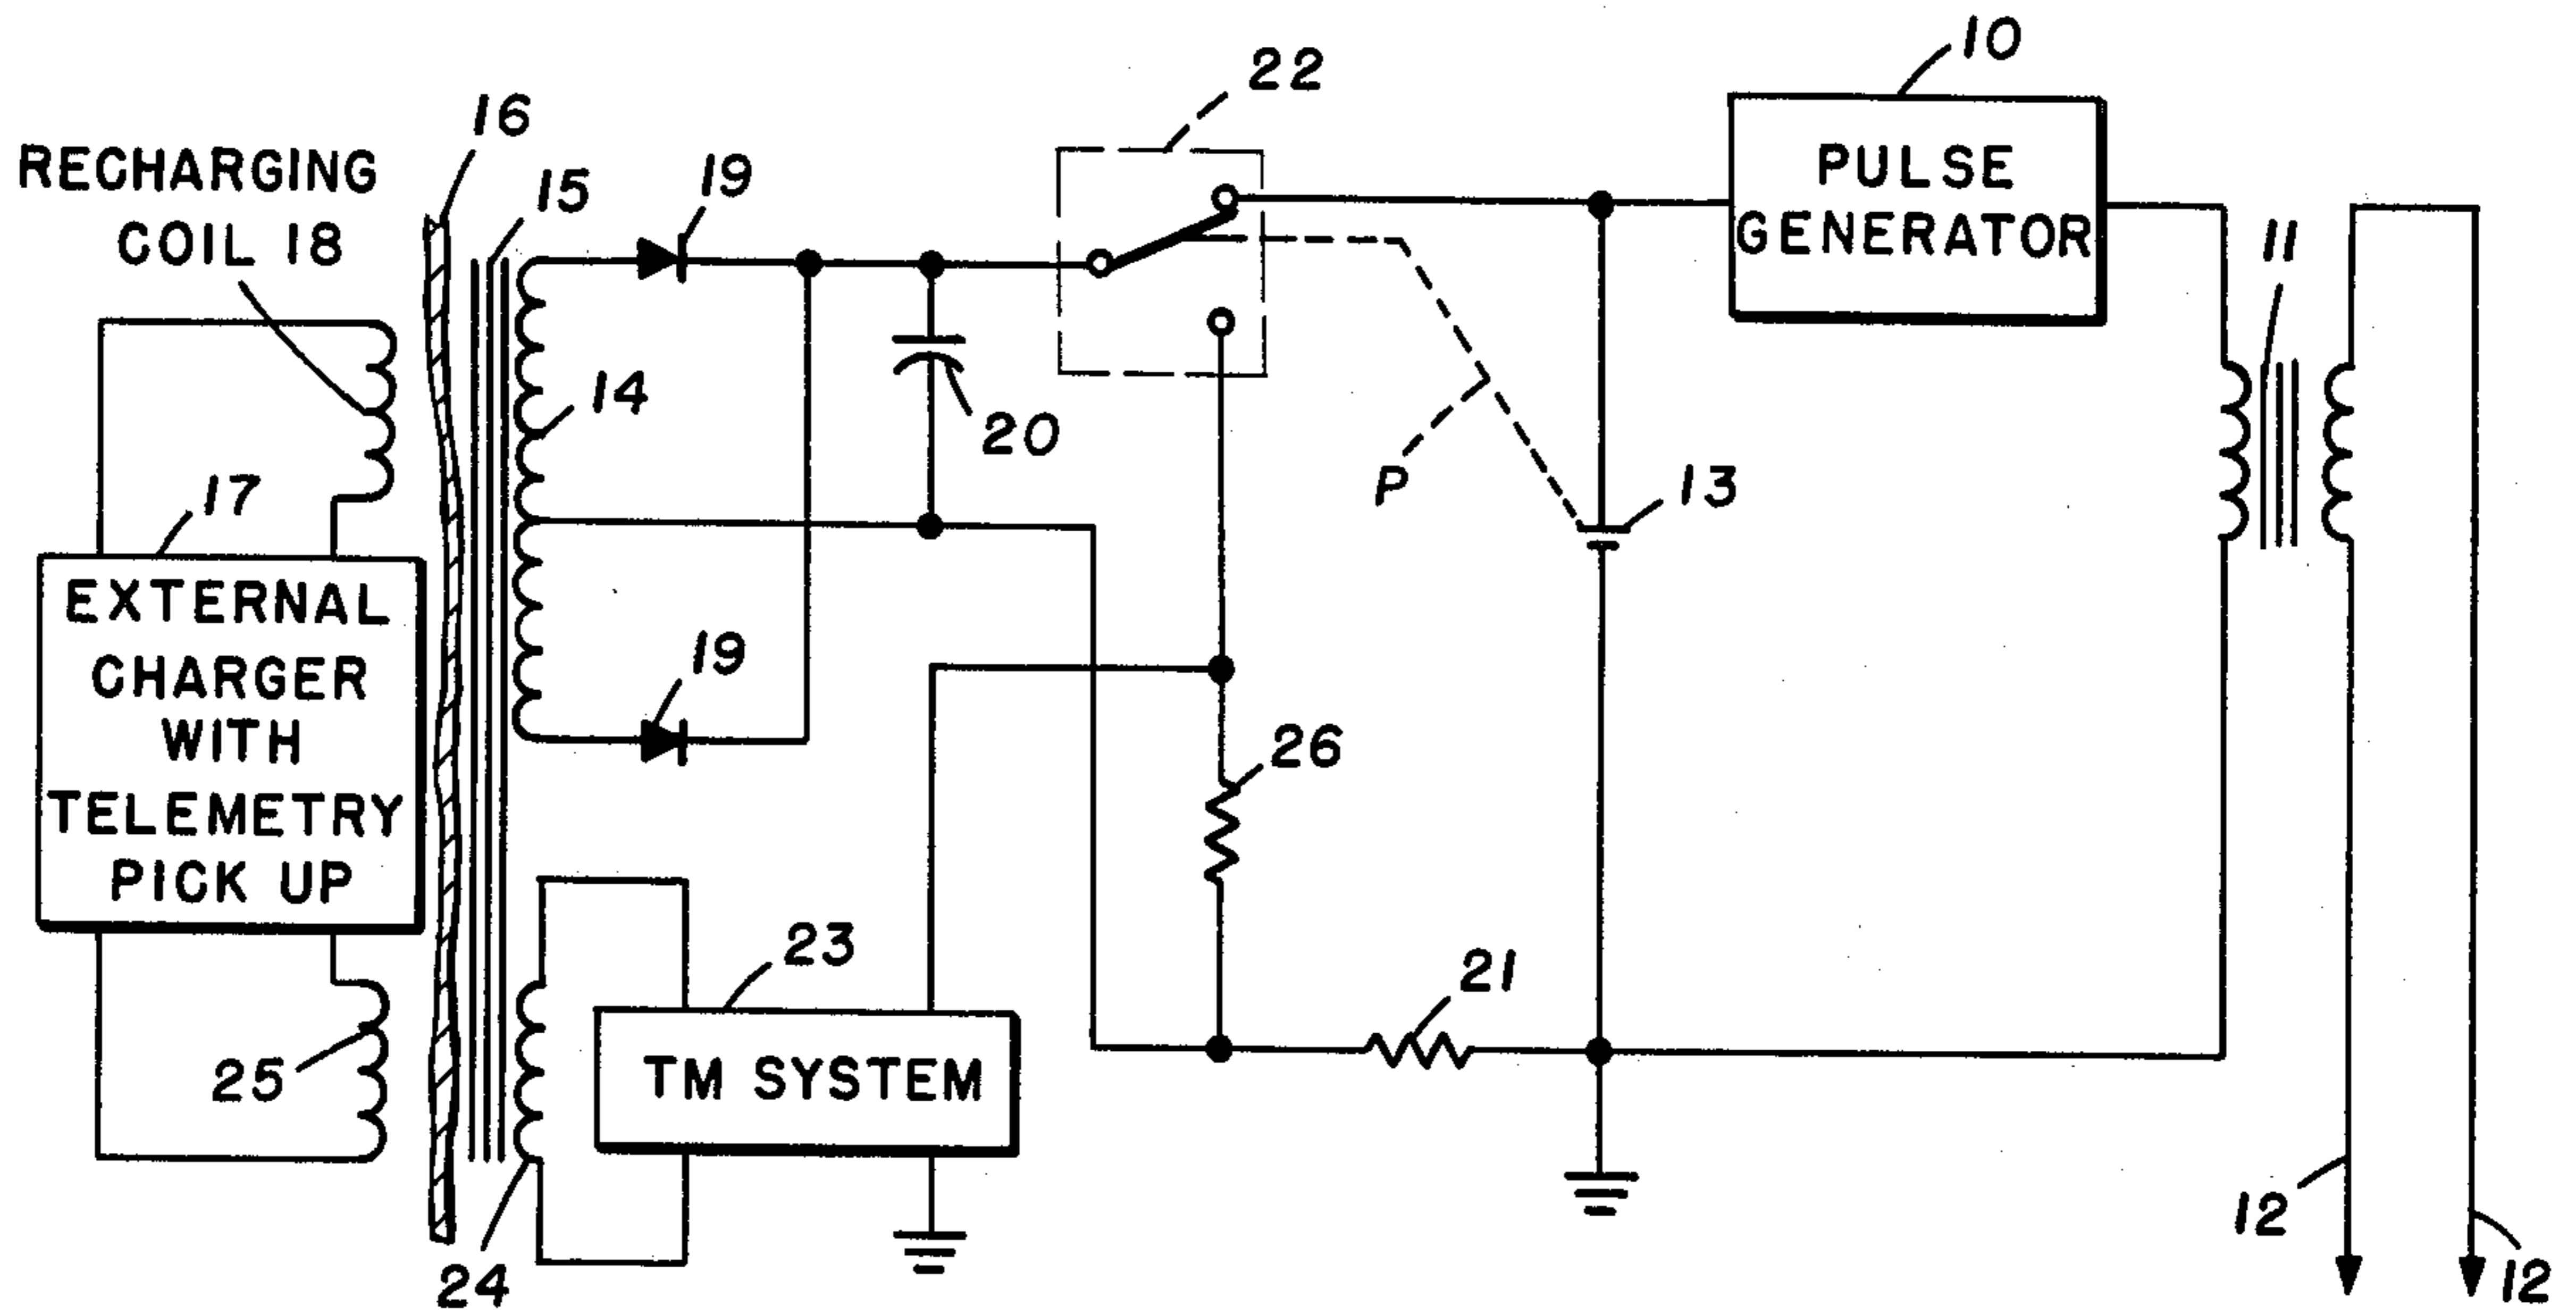 10
22
16
RECHARGING
COIL 18
15
19
PULSE
GENERATOR
11
14
20
17
P
13
EXTERNAL
CHARGER
WITH
TELEMETRY
PICK UP
19
26
23
21
25
TM SYSTEM
12
24
12